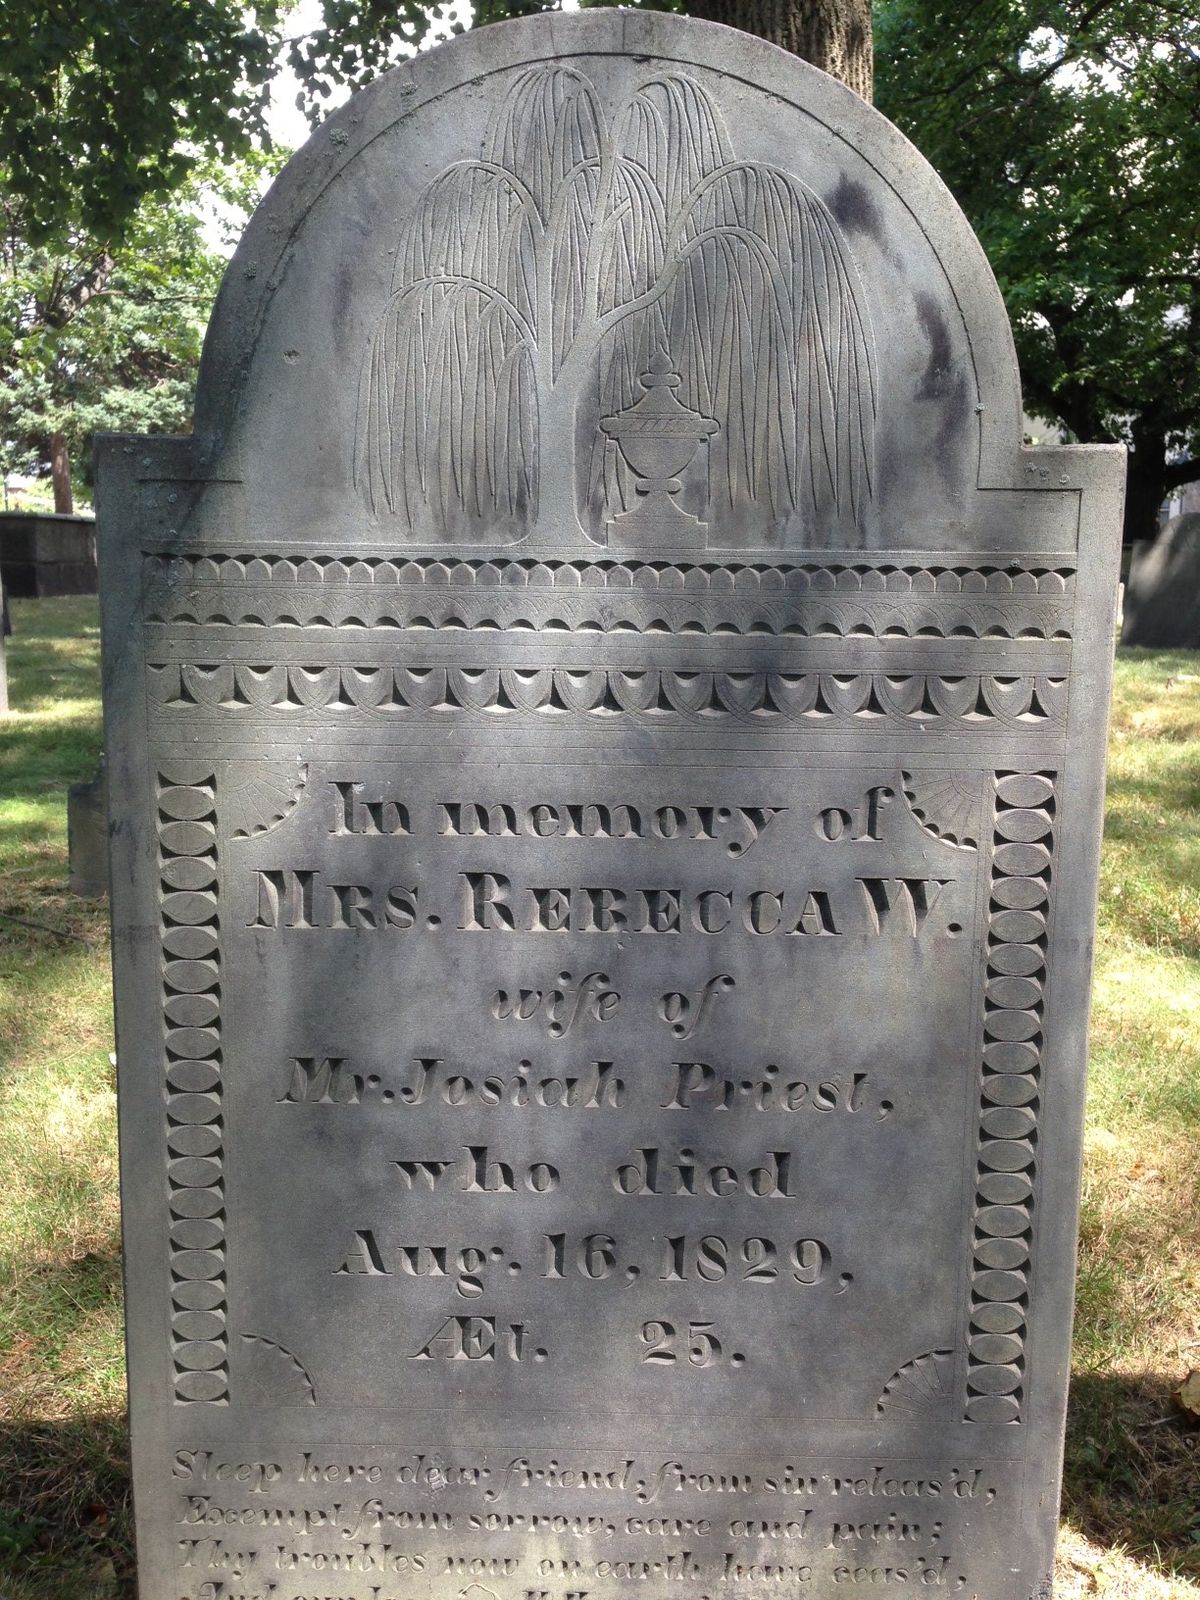 In memory of
Mrs. Rebecca W.
wife of
Mr. Josiah Priest,
who died
Aug. 16, 1829,
Æt. 25.
Sleep here dear friend, from sin releas'd,
Exempt from sorrow, care and pain;
Thy troubles now on earth have ceas'd,